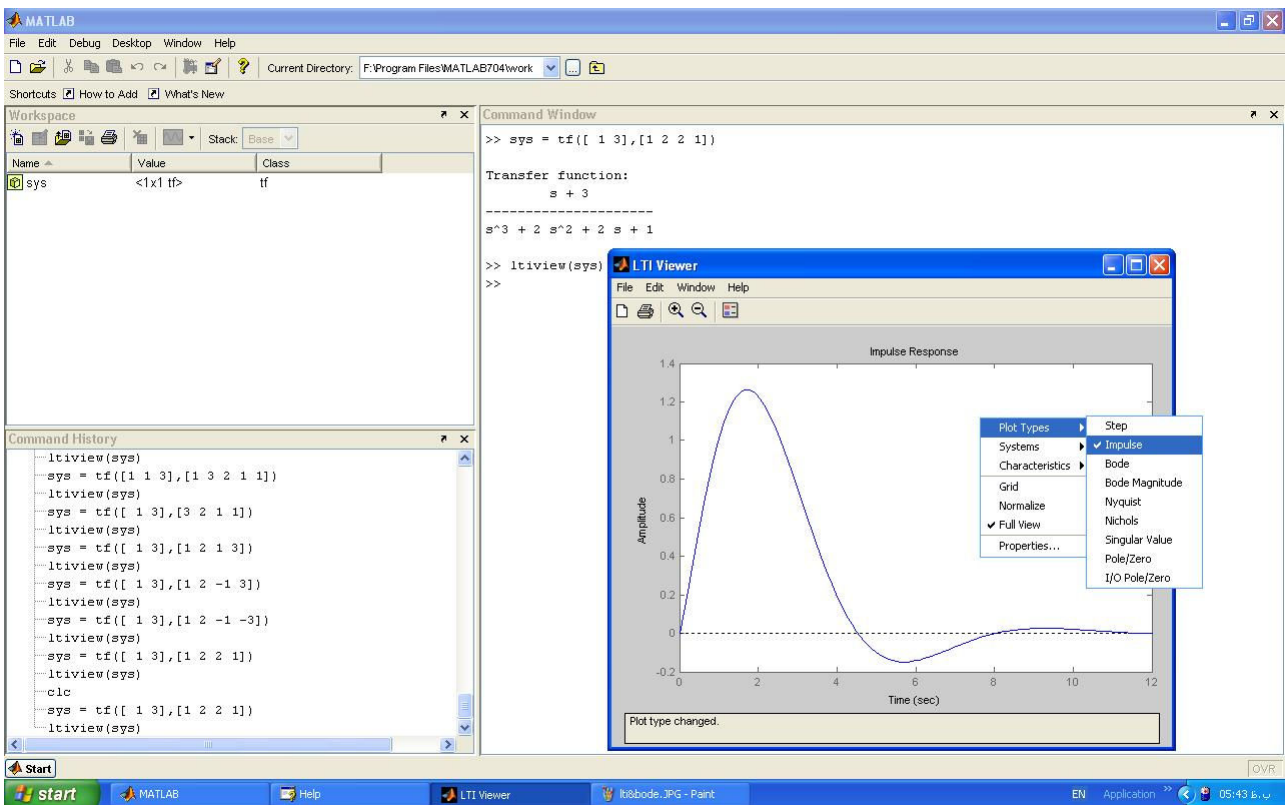 MATLAB
File Edit Debug Desktop Window Help
Current Directory: F:\Program Files\MATLAB704\work
Shortcuts How to Add What's New
Workspace
Stack: Base
Name Value Class
sys <1x1 tf> tf
Command History
ltiview(sys)
sys = tf([1 1 3],[1 3 2 1 1])
ltiview(sys)
sys = tf([ 1 3],[3 2 1 1])
ltiview(sys)
sys = tf([ 1 3],[1 2 1 3])
ltiview(sys)
sys = tf([ 1 3],[1 2 -1 3])
ltiview(sys)
sys = tf([ 1 3],[1 2 -1 -3])
ltiview(sys)
sys = tf([ 1 3],[1 2 2 1])
ltiview(sys)
clc
sys = tf([ 1 3],[1 2 2 1])
ltiview(sys)
Command Window
>> sys = tf([ 1 3],[1 2 2 1])
Transfer function:
s + 3
---------------------
s^3 + 2 s^2 + 2 s + 1
>> ltiview(sys)
>>
LTI Viewer
File Edit Window Help
Impulse Response
1.4
1.2
1
0.8
0.6
0.4
0.2
0
-0.2
Amplitude
0 2 4 6 8 10 12
Time (sec)
Plot type changed.
Plot Types
Systems
Characteristics
Grid
Normalize
Full View
Properties...
Step
Impulse
Bode
Bode Magnitude
Nyquist
Nichols
Singular Value
Pole/Zero
I/O Pole/Zero
Start
OVR
start MATLAB Help LTI Viewer lti&bode.JPG - Paint EN Application » 05:43 ب.ظ